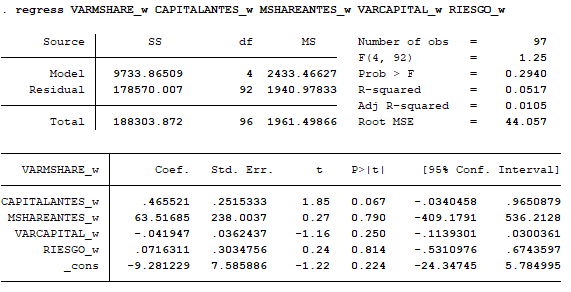 . regress VARMSHARE_w CAPITALANTES_w MSHAREANTES_w VARCAPITAL_w RIESGO_w
Source SS df MS Number of obs = 97
F(4, 92) = 1.25
Model 9733.86509 4 2433.46627 Prob > F = 0.2940
Residual 178570.007 92 1940.97833 R-squared = 0.0517
Adj R-squared = 0.0105
Total 188303.872 96 1961.49866 Root MSE = 44.057
VARMSHARE_w Coef. Std. Err. t P>|t| [95% Conf. Interval]
CAPITALANTES_w .465521 .2515333 1.85 0.067 -.0340458 .9650879
MSHAREANTES_w 63.51685 238.0037 0.27 0.790 -409.1791 536.2128
VARCAPITAL_w -.041947 .0362437 -1.16 0.250 -.1139301 .0300361
RIESGO_w .0716311 .3034756 0.24 0.814 -.5310976 .6743597
_cons -9.281229 7.585886 -1.22 0.224 -24.34745 5.784995